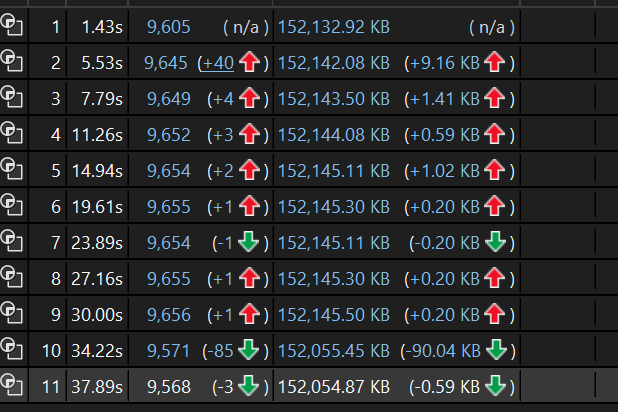 1 1.43s 9,605 ( n/a ) 152,132.92 KB ( n/a )
2 5.53s 9,645 (+40 ) 152,142.08 KB (+9.16 KB )
3 7.79s 9,649 (+4 ) 152,143.50 KB (+1.41 KB )
4 11.26s 9,652 (+3 ) 152,144.08 KB (+0.59 KB )
5 14.94s 9,654 (+2 ) 152,145.11 KB (+1.02 KB )
6 19.61s 9,655 (+1 ) 152,145.30 KB (+0.20 KB )
7 23.89s 9,654 (-1 ) 152,145.11 KB (-0.20 KB )
8 27.16s 9,655 (+1 ) 152,145.30 KB (+0.20 KB )
9 30.00s 9,656 (+1 ) 152,145.50 KB (+0.20 KB )
10 34.22s 9,571 (-85 ) 152,055.45 KB (-90.04 KB )
11 37.89s 9,568 (-3 ) 152,054.87 KB (-0.59 KB )